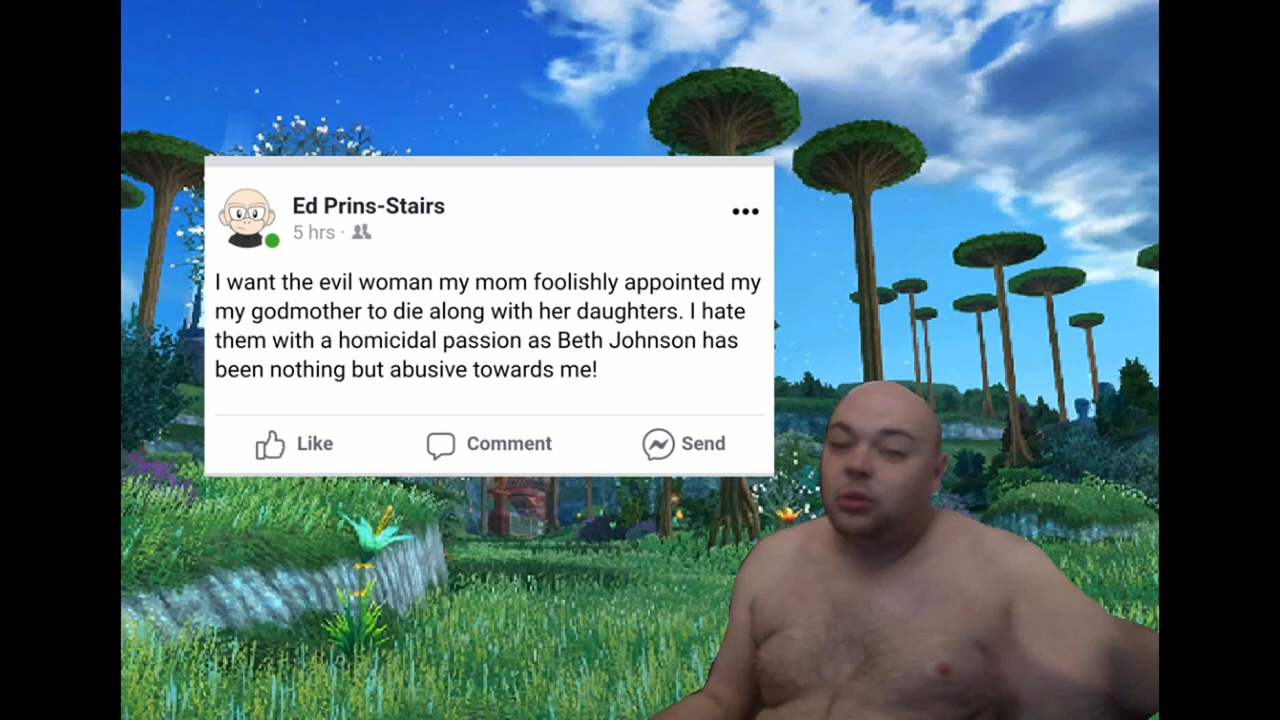 Ed Prins-Stairs
5 hrs ·
I want the evil woman my mom foolishly appointed my
my godmother to die along with her daughters. I hate
them with a homicidal passion as Beth Johnson has
been nothing but abusive towards me!
Like
Comment
Send